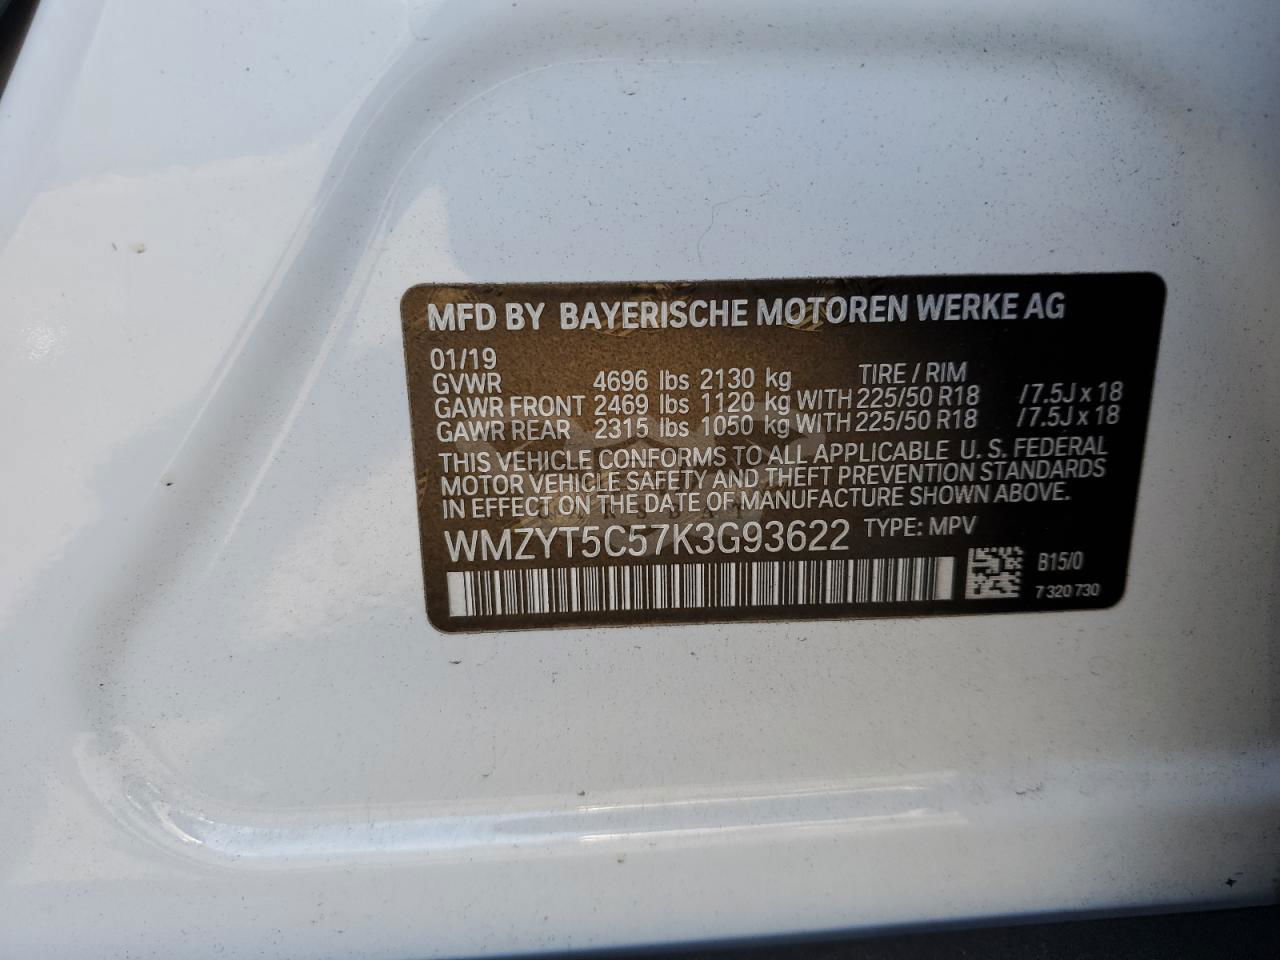 MFD BY BAYERISCHE MOTOREN WERKE AG
01/19 TIRE / RIM
GVWR 4696 lbs 2130 kg
GAWR FRONT 2469 lbs 1120 kg WITH 225/50 R18 /7.5J x 18
GAWR REAR 2315 lbs 1050 kg WITH 225/50 R18 /7.5J x 18
THIS VEHICLE CONFORMS TO ALL APPLICABLE U. S. FEDERAL
MOTOR VEHICLE SAFETY AND THEFT PREVENTION STANDARDS
IN EFFECT ON THE DATE OF MANUFACTURE SHOWN ABOVE.
WMZYT5C57K3G93622 TYPE: MPV
B15/0
7 320 730